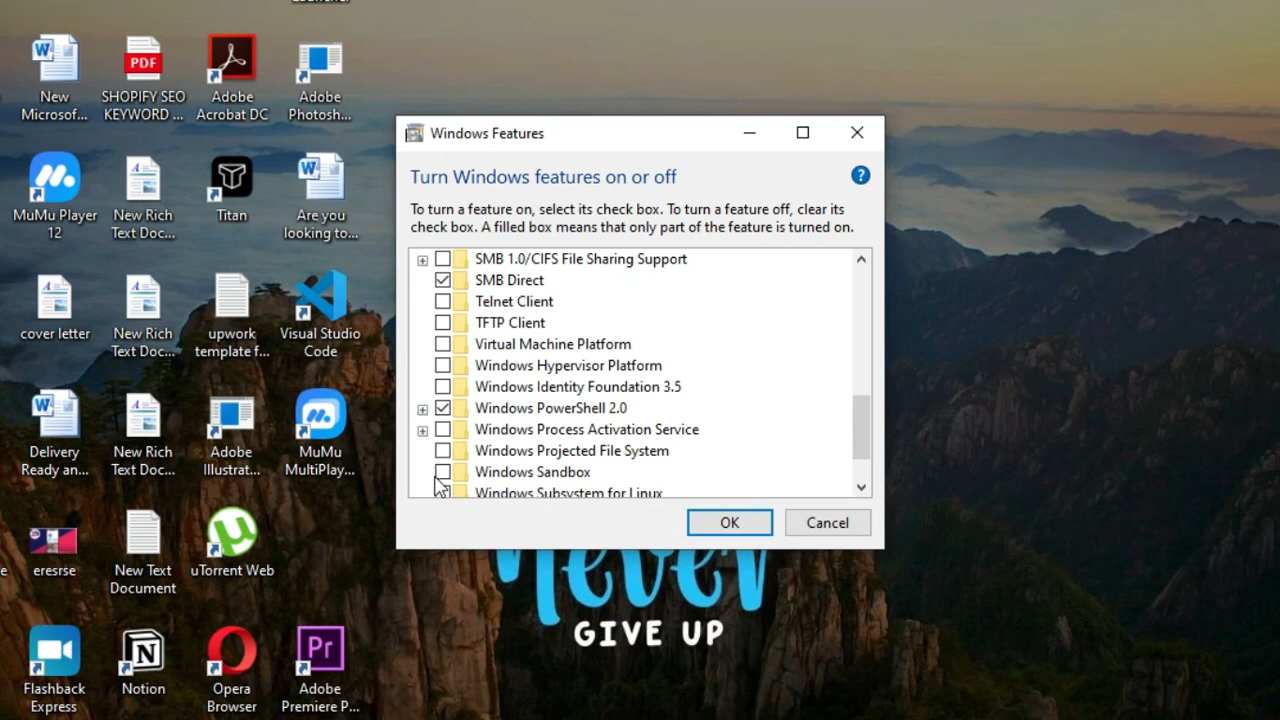 Launcher
New
Microsof...
SHOPIFY SEO
KEYWORD ...
Adobe
Acrobat DC
Adobe
Photosh...
MuMu Player
12
New Rich
Text Doc...
Titan
Are you
looking to...
cover letter
New Rich
Text Doc...
upwork
template f...
Visual Studio
Code
Delivery
Ready an...
New Rich
Text Doc...
Adobe
Illustrat...
MuMu
MultiPlay...
eresrse
New Text
Document
uTorrent Web
Flashback
Express
Notion
Opera
Browser
Adobe
Premiere P...
PDF
Pr
Windows Features
Turn Windows features on or off
To turn a feature on, select its check box. To turn a feature off, clear its
check box. A filled box means that only part of the feature is turned on.
SMB 1.0/CIFS File Sharing Support
SMB Direct
Telnet Client
TFTP Client
Virtual Machine Platform
Windows Hypervisor Platform
Windows Identity Foundation 3.5
Windows PowerShell 2.0
Windows Process Activation Service
Windows Projected File System
Windows Sandbox
Windows Subsystem for Linux
OK
Cancel
never
GIVE UP